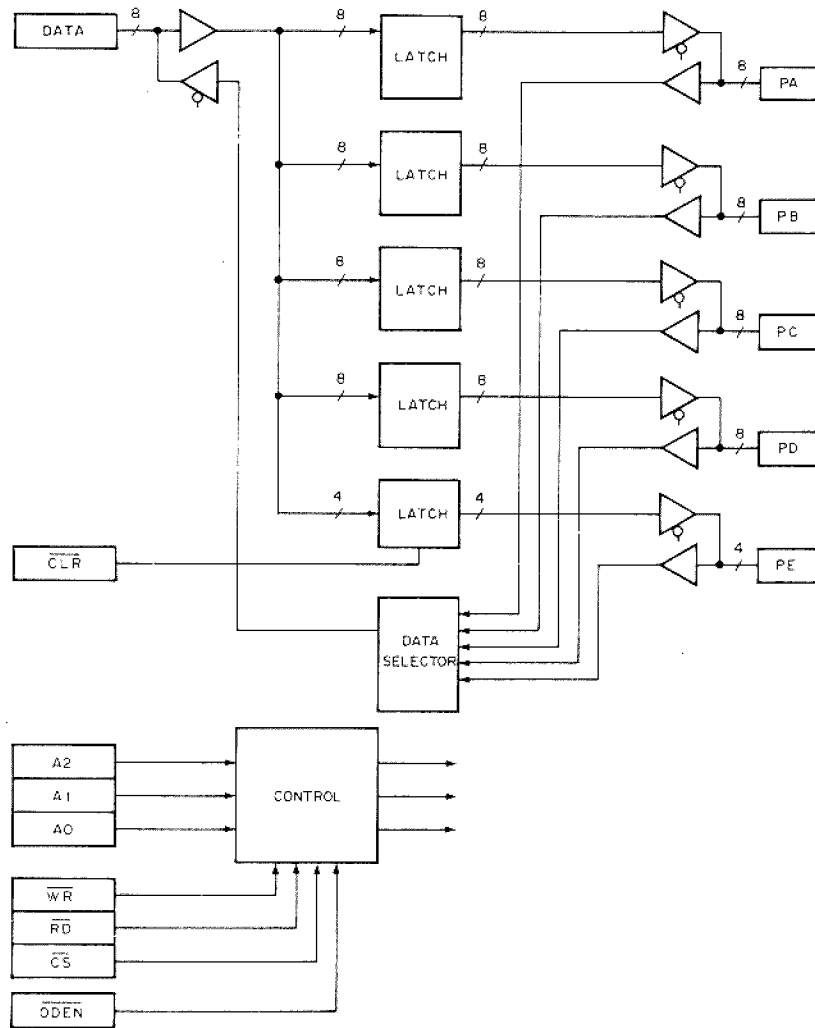 DATA 8 8 LATCH 8 8 PA
8 LATCH 8 8 PB
8 LATCH 8 8 PC
8 LATCH 8 8 PD
4 LATCH 4 4 PE
CLR
DATA
SELECTOR
A2
A1
A0
CONTROL
WR
RD
CS
ODEN